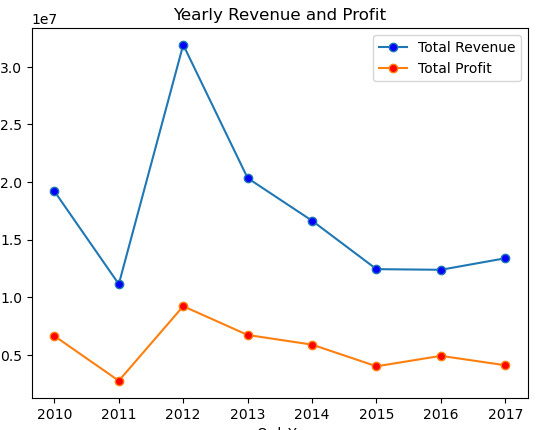 Yearly Revenue and Profit
1e7
Total Revenue
Total Profit
3.0
2.5
2.0
1.5
1.0
0.5
2010 2011 2012 2013 2014 2015 2016 2017